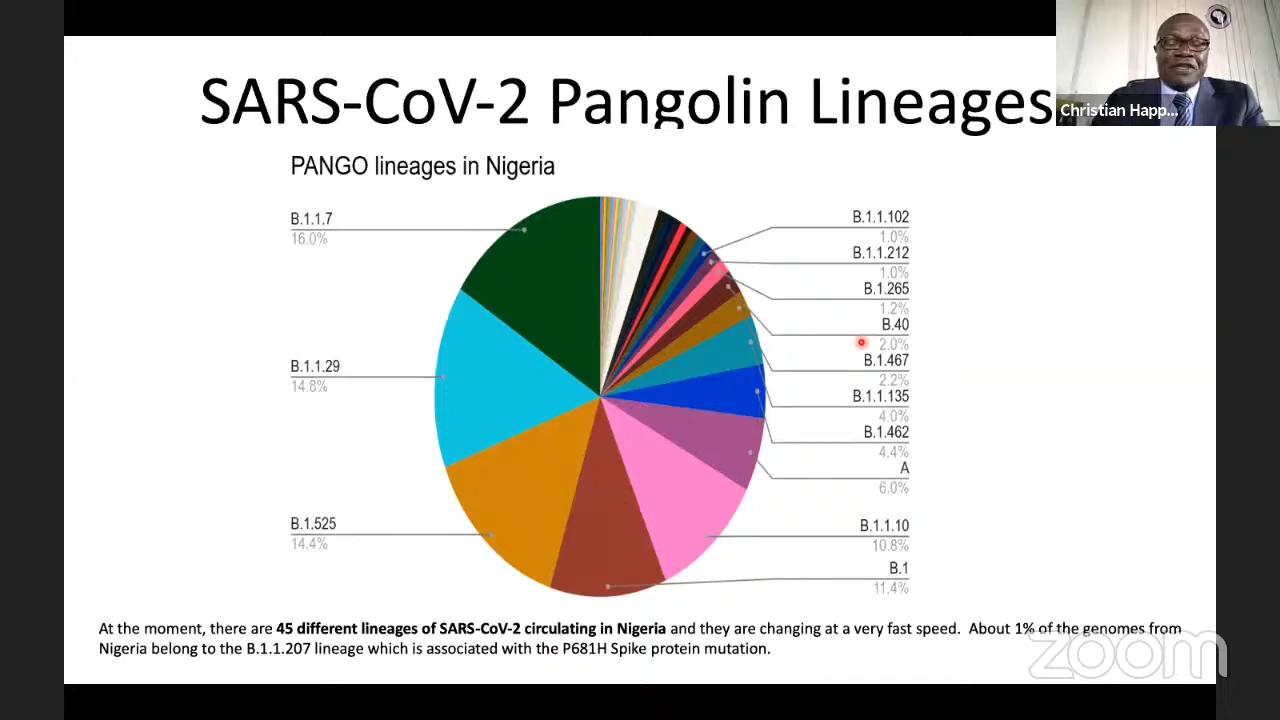 SARS-CoV-2 Pangolin Lineages
Christian Happ...
PANGO lineages in Nigeria
B.1.1.7
16.0%
B.1.1.29
14.8%
B.1.525
14.4%
B.1.1.102
1.0%
B.1.1.212
1.0%
B.1.265
1.2%
B.40
2.0%
B.1.467
2.2%
B.1.1.135
4.0%
B.1.462
4.4%
A
6.0%
B.1.1.10
10.8%
B.1
11.4%
At the moment, there are 45 different lineages of SARS-CoV-2 circulating in Nigeria and they are changing at a very fast speed. About 1% of the genomes from
Nigeria belong to the B.1.1.207 lineage which is associated with the P681H Spike protein mutation.
zoom